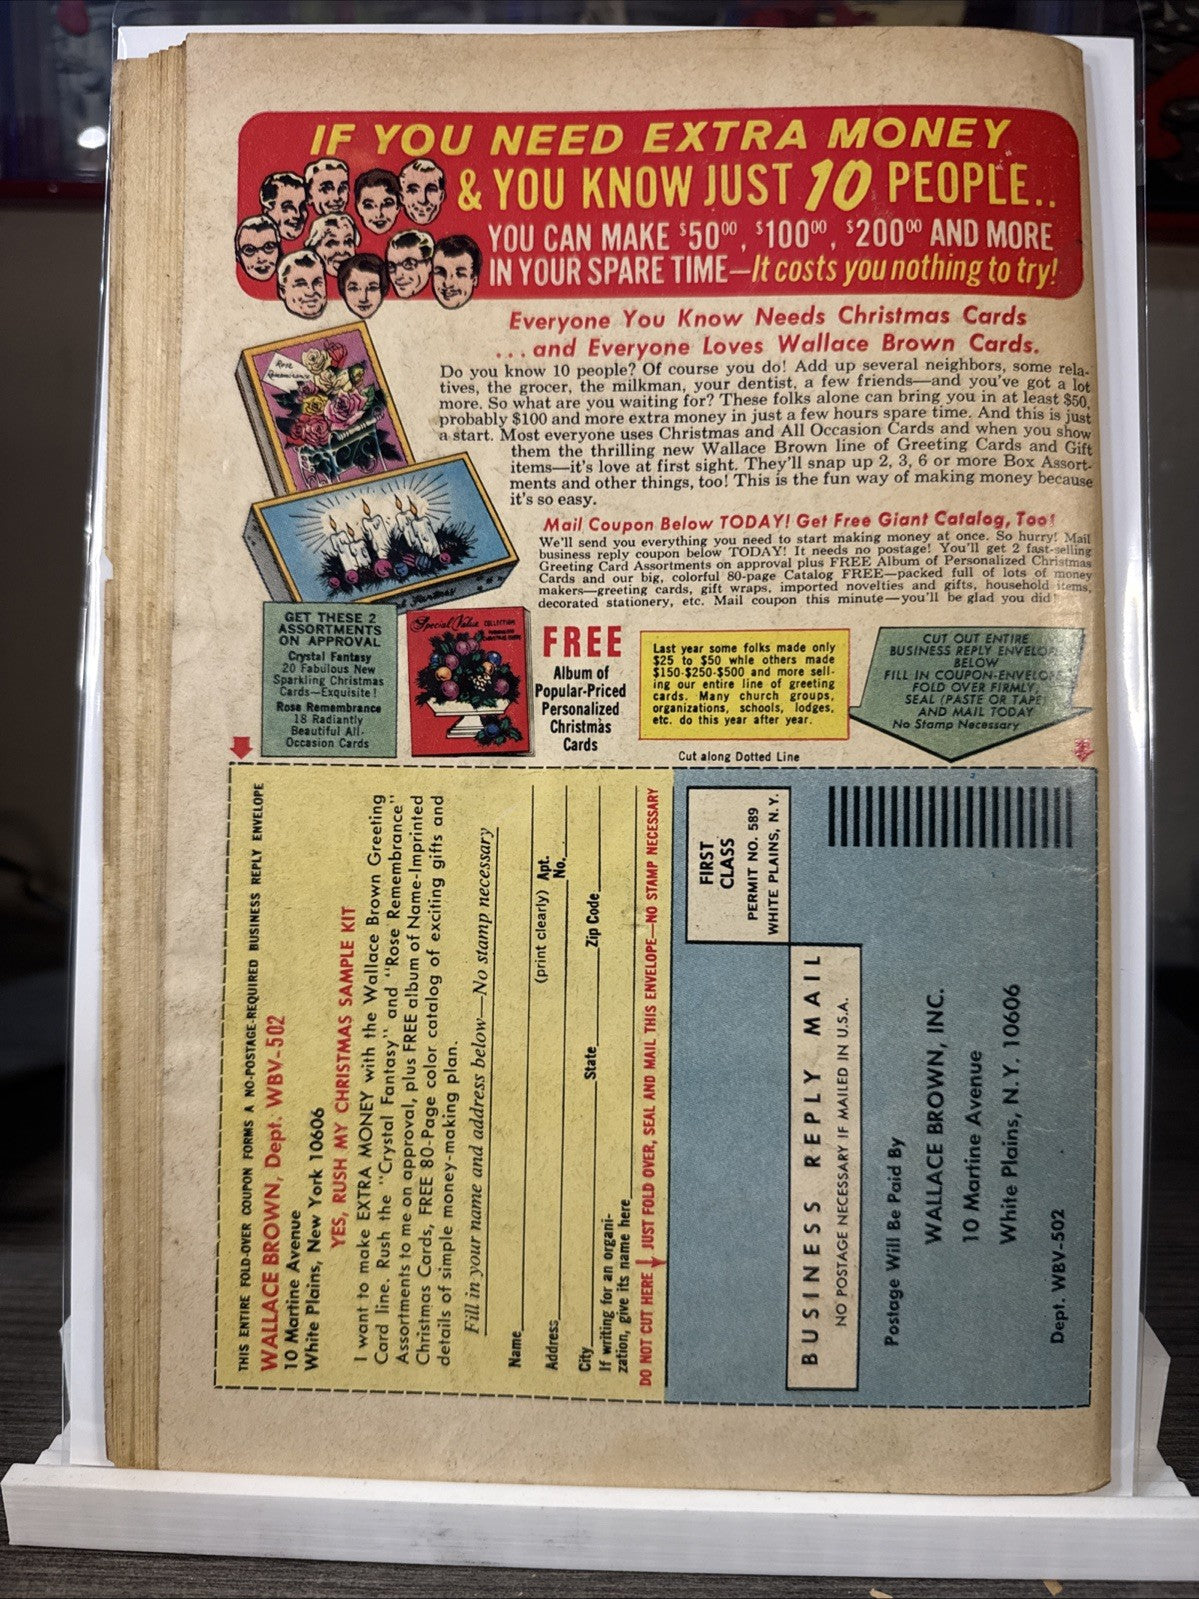 IF YOU NEED EXTRA MONEY
& YOU KNOW JUST 10 PEOPLE..
YOU CAN MAKE $50⁰⁰, $100⁰⁰, $200⁰⁰ AND MORE
IN YOUR SPARE TIME—It costs you nothing to try!
Everyone You Know Needs Christmas Cards
...and Everyone Loves Wallace Brown Cards.
Do you know 10 people? Of course you do! Add up several neighbors, some rela-
tives, the grocer, the milkman, your dentist, a few friends—and you've got a lot
more. So what are you waiting for? These folks alone can bring you in at least $50,
probably $100 and more extra money in just a few hours spare time. And this is just
a start. Most everyone uses Christmas and All Occasion Cards and when you show
them the thrilling new Wallace Brown line of Greeting Cards and Gift
items—it's love at first sight. They'll snap up 2, 3, 6 or more Box Assort-
ments and other things, too! This is the fun way of making money because
it's so easy.
Mail Coupon Below TODAY! Get Free Giant Catalog, Too!
We'll send you everything you need to start making money at once. So hurry! Mail
business reply coupon below TODAY! It needs no postage! You'll get 2 fast-selling
Greeting Card Assortments on approval plus FREE Album of Personalized Christmas
Cards and our big, colorful 80-page Catalog FREE—packed full of lots of money
makers—greeting cards, gift wraps, imported novelties and gifts, household items,
decorated stationery, etc. Mail coupon this minute—you'll be glad you did!
Rose
Remembrance
Fantasy
GET THESE 2
ASSORTMENTS
ON APPROVAL
Crystal Fantasy
20 Fabulous New
Sparkling Christmas
Cards—Exquisite!
Rose Remembrance
18 Radiantly
Beautiful All-
Occasion Cards
Special Value COLLECTION
FREE
Album of
Popular-Priced
Personalized
Christmas
Cards
Last year some folks made only
$25 to $50 while others made
$150-$250-$500 and more sell-
ing our entire line of greeting
cards. Many church groups,
organizations, schools, lodges,
etc. do this year after year.
Cut along Dotted Line
CUT OUT ENTIRE
BUSINESS REPLY ENVELOPE
BELOW
FILL IN COUPON-ENVELOPE
FOLD OVER FIRMLY
SEAL (PASTE OR TAPE)
AND MAIL TODAY
No Stamp Necessary
THIS ENTIRE FOLD-OVER COUPON FORMS A NO-POSTAGE-REQUIRED BUSINESS REPLY ENVELOPE
WALLACE BROWN, Dept. WBV-502
10 Martine Avenue
White Plains, New York 10606
YES, RUSH MY CHRISTMAS SAMPLE KIT
I want to make EXTRA MONEY with the Wallace Brown Greeting
Card line. Rush the "Crystal Fantasy" and "Rose Remembrance"
Assortments to me on approval, plus FREE album of Name-Imprinted
Christmas Cards, FREE 80-Page color catalog of exciting gifts and
details of simple money-making plan.
Fill in your name and address below—No stamp necessary
Name
(print clearly) Apt.
Address No.
City State Zip Code
If writing for an organi-
zation, give its name here
DO NOT CUT HERE JUST FOLD OVER, SEAL AND MAIL THIS ENVELOPE—NO STAMP NECESSARY
FIRST
CLASS
PERMIT NO. 589
WHITE PLAINS, N. Y.
BUSINESS REPLY MAIL
NO POSTAGE NECESSARY IF MAILED IN U.S.A.
Postage Will Be Paid By
WALLACE BROWN, INC.
10 Martine Avenue
White Plains, N. Y. 10606
Dept. WBV-502